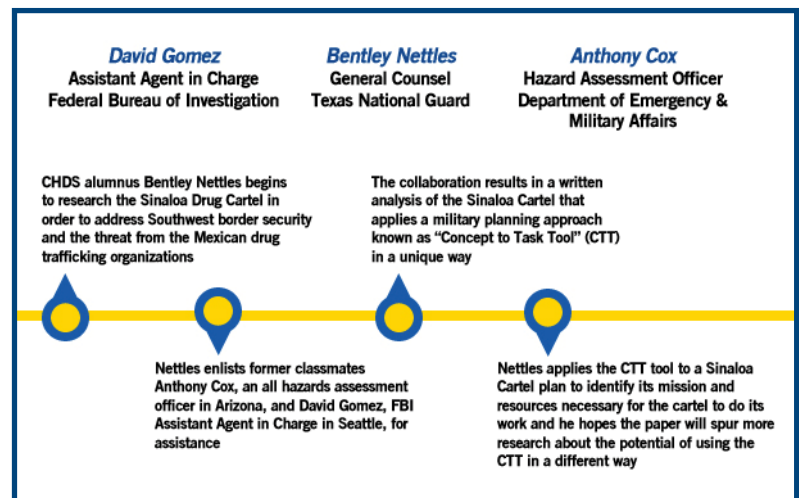 David Gomez
Assistant Agent in Charge
Federal Bureau of Investigation
Bentley Nettles
General Counsel
Texas National Guard
Anthony Cox
Hazard Assessment Officer
Department of Emergency &
Military Affairs
CHDS alumnus Bentley Nettles begins
to research the Sinaloa Drug Cartel in
order to address Southwest border security
and the threat from the Mexican drug
trafficking organizations
Nettles enlists former classmates
Anthony Cox, an all hazards assessment
officer in Arizona, and David Gomez, FBI
Assistant Agent in Charge in Seattle, for
assistance
The collaboration results in a written
analysis of the Sinaloa Cartel that
applies a military planning approach
known as “Concept to Task Tool” (CTT)
in a unique way
Nettles applies the CTT tool to a Sinaloa
Cartel plan to identify its mission and
resources necessary for the cartel to do its
work and he hopes the paper will spur more
research about the potential of using the
CTT in a different way